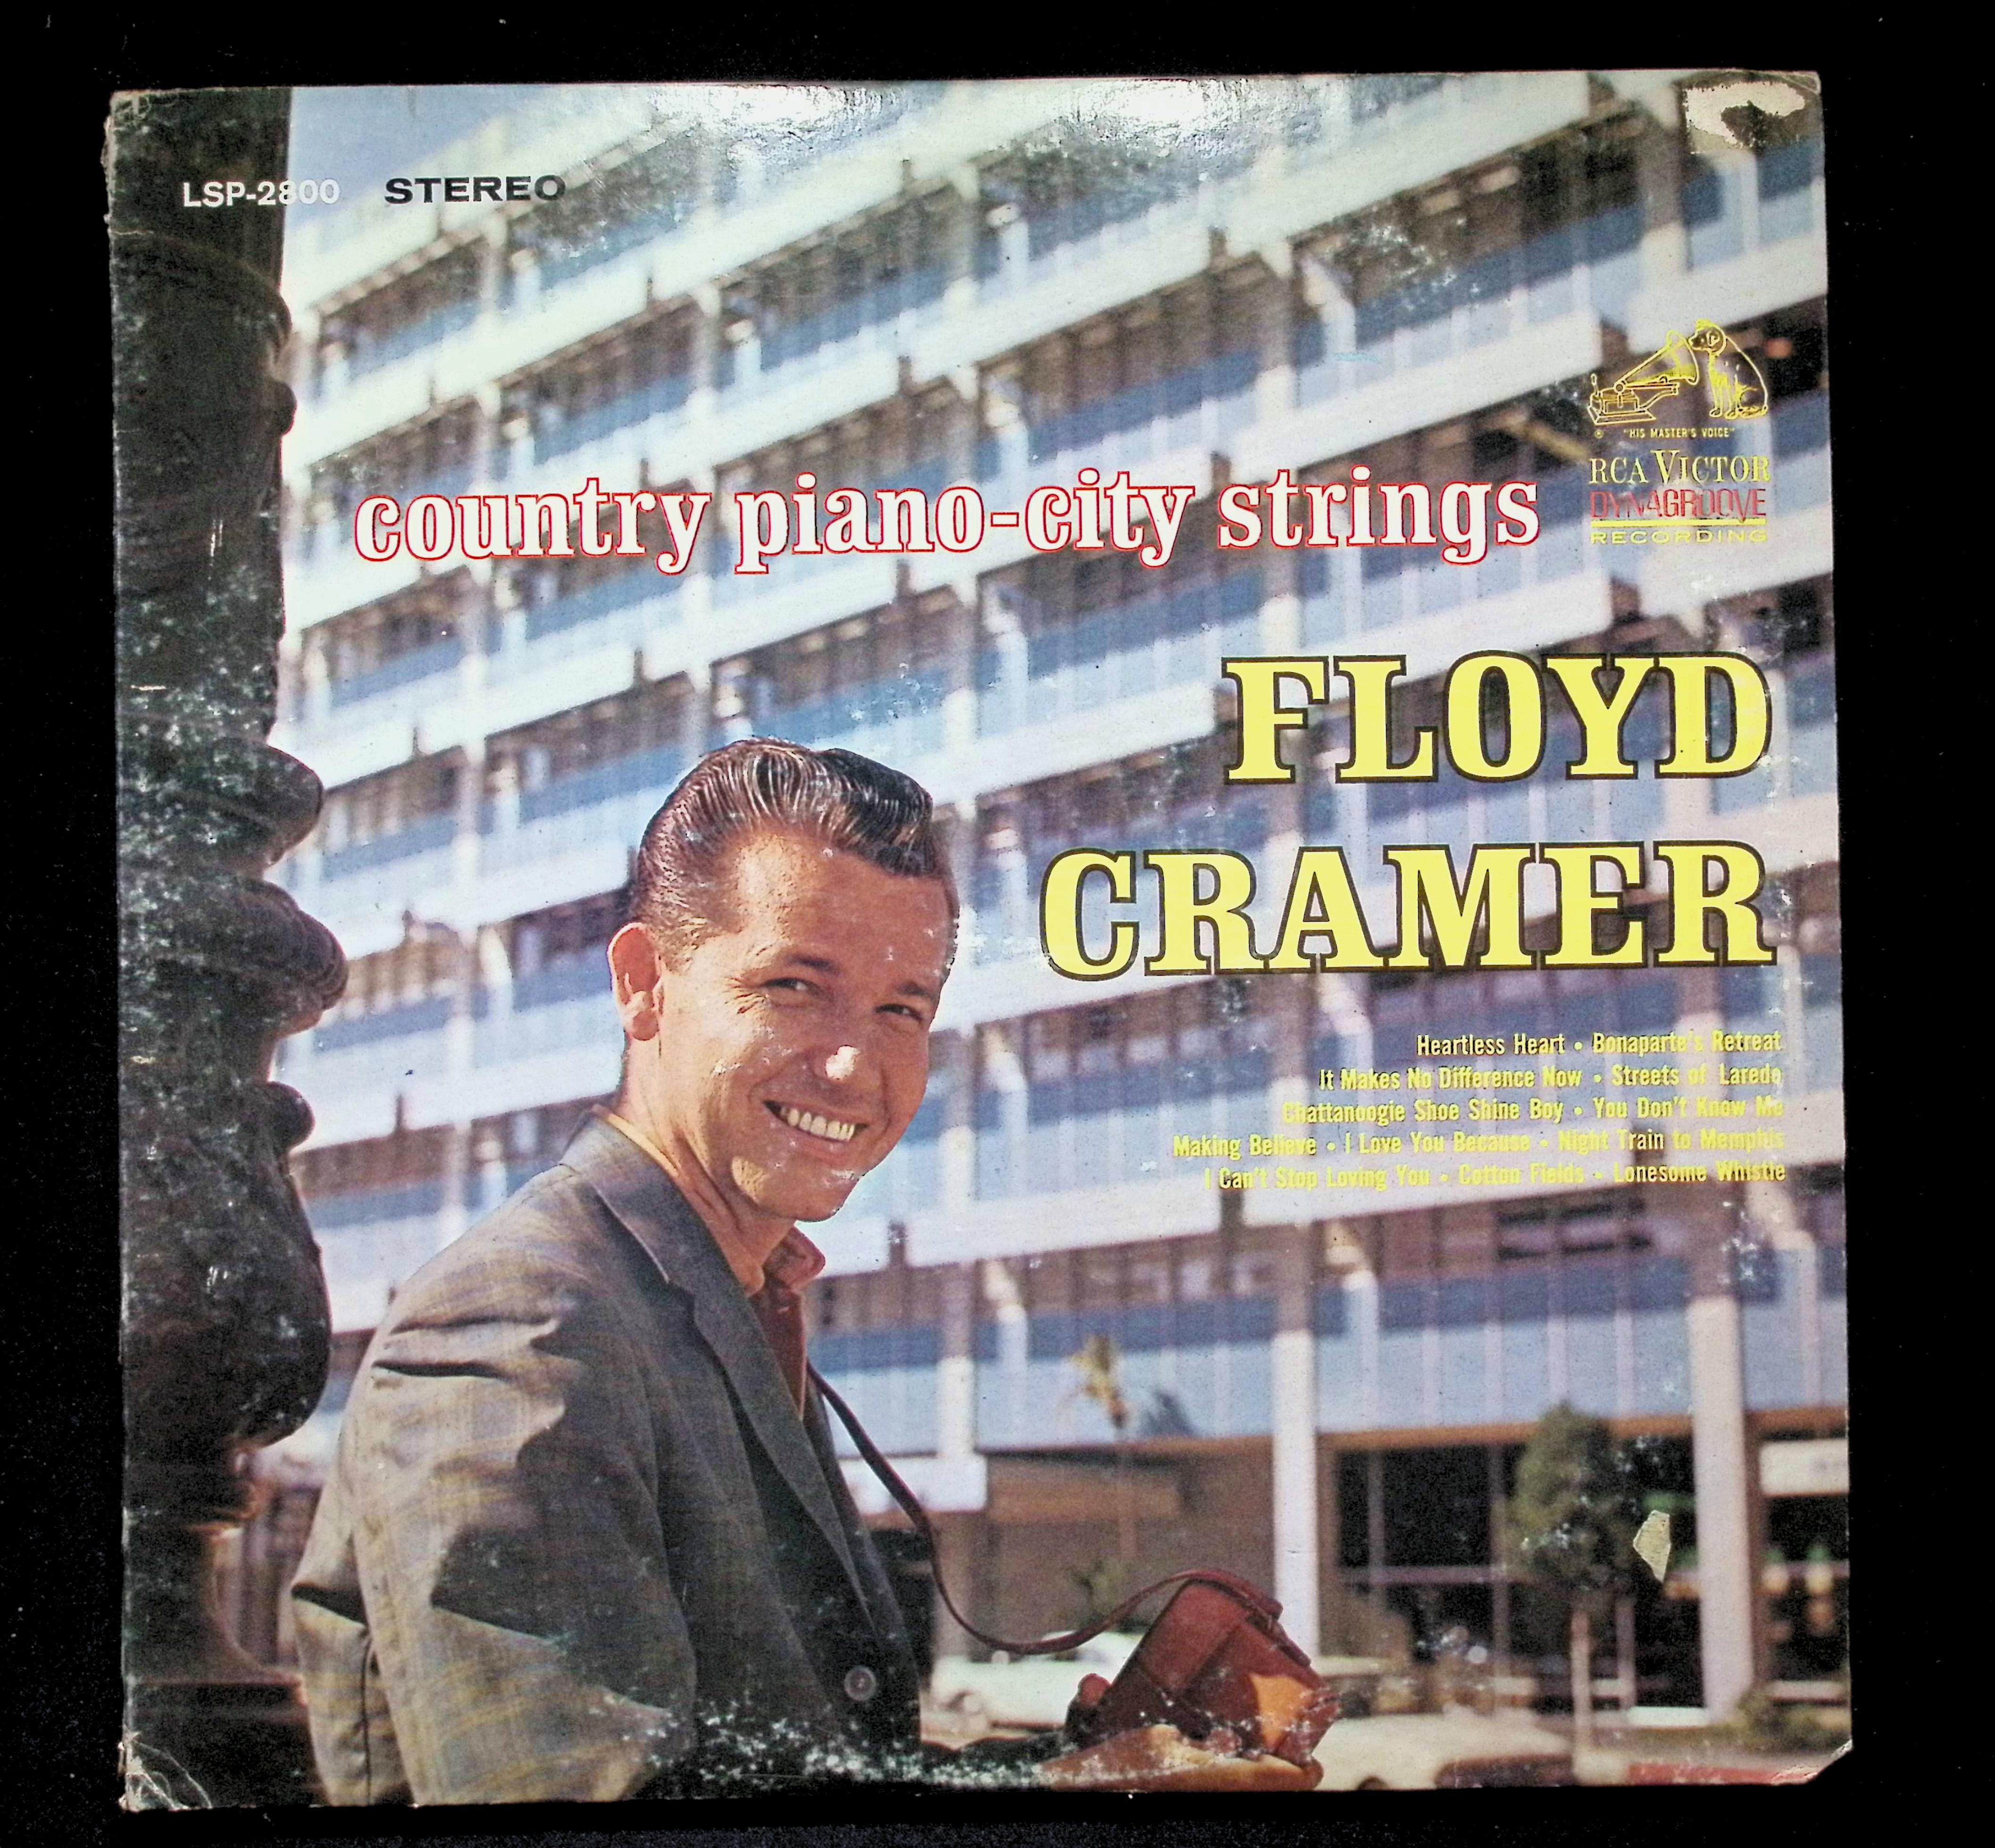 LSP-2800 STEREO
® "HIS MASTER'S VOICE"
RCA VICTOR
DYNAGROOVE
RECORDING
country piano-city strings
FLOYD
CRAMER
Heartless Heart • Bonaparte's Retreat
It Makes No Difference Now • Streets of Laredo
Chattanoogie Shoe Shine Boy • You Don't Know Me
Making Believe • I Love You Because • Night Train to Memphis
I Can't Stop Loving You • Cotton Fields • Lonesome Whistle